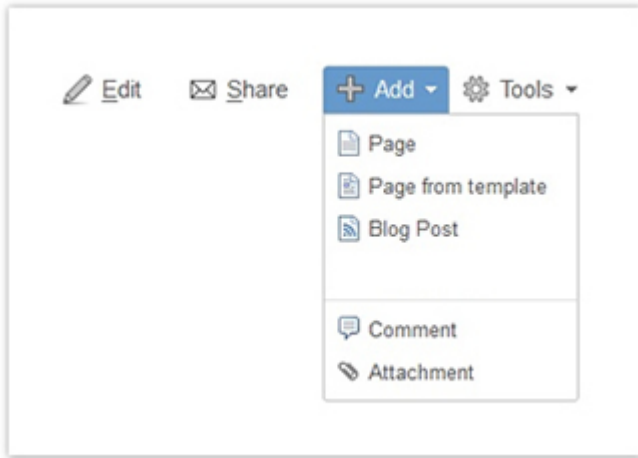 Edit Share Add Tools
Page
Page from template
Blog Post
Comment
Attachment